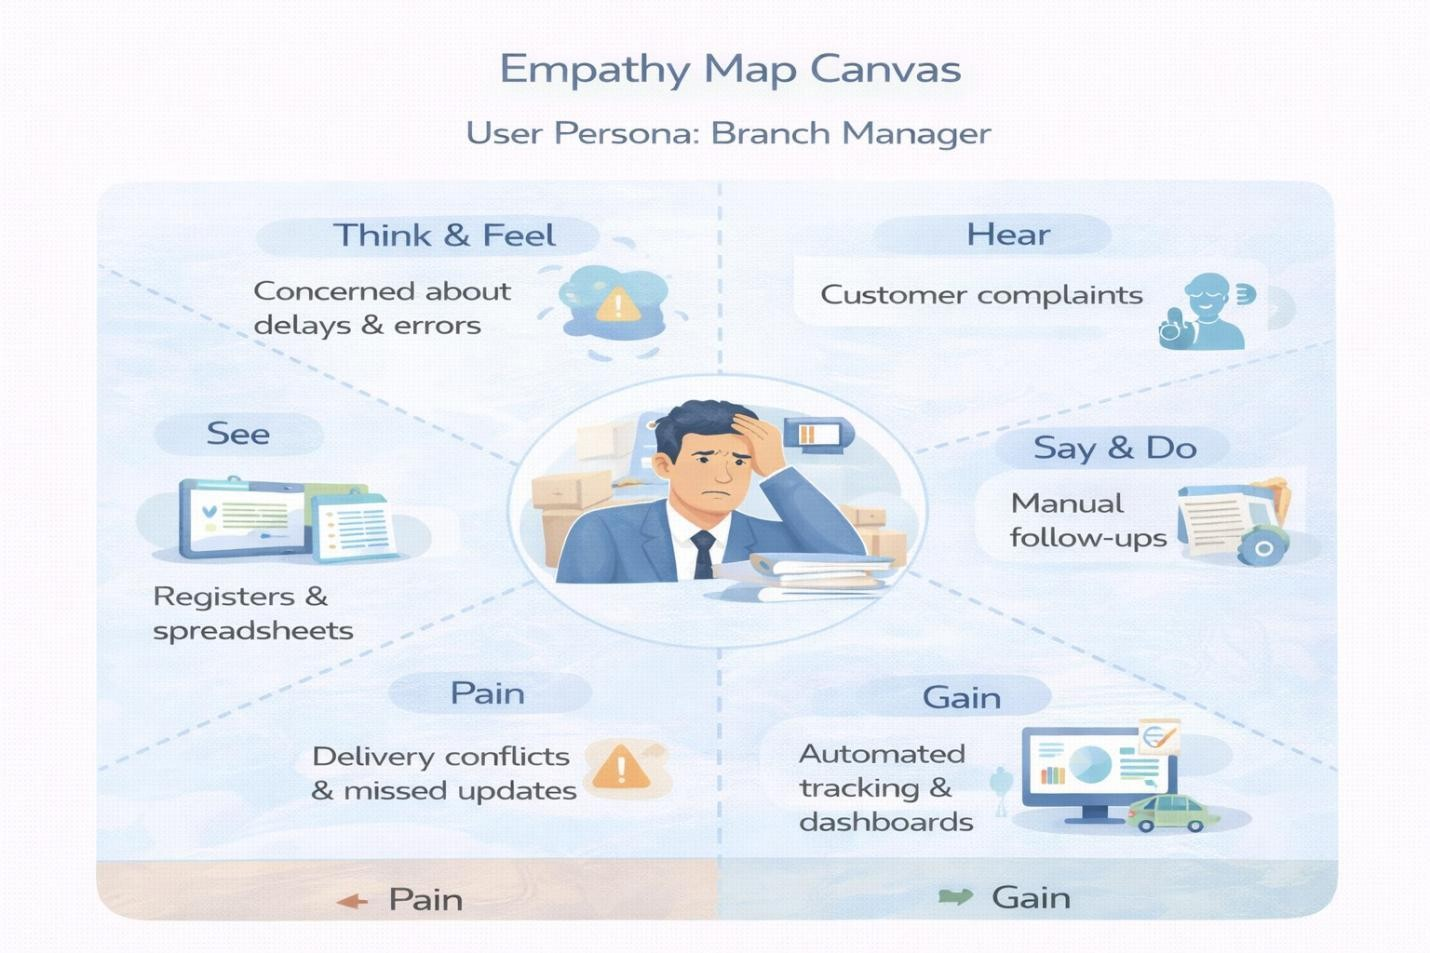 Empathy Map Canvas
User Persona: Branch Manager
Think & Feel
Concerned about
delays & errors
Hear
Customer complaints
See
Registers &
spreadsheets
Say & Do
Manual
follow-ups
Pain
Delivery conflicts
& missed updates
Gain
Automated
tracking &
dashboards
Pain
Gain